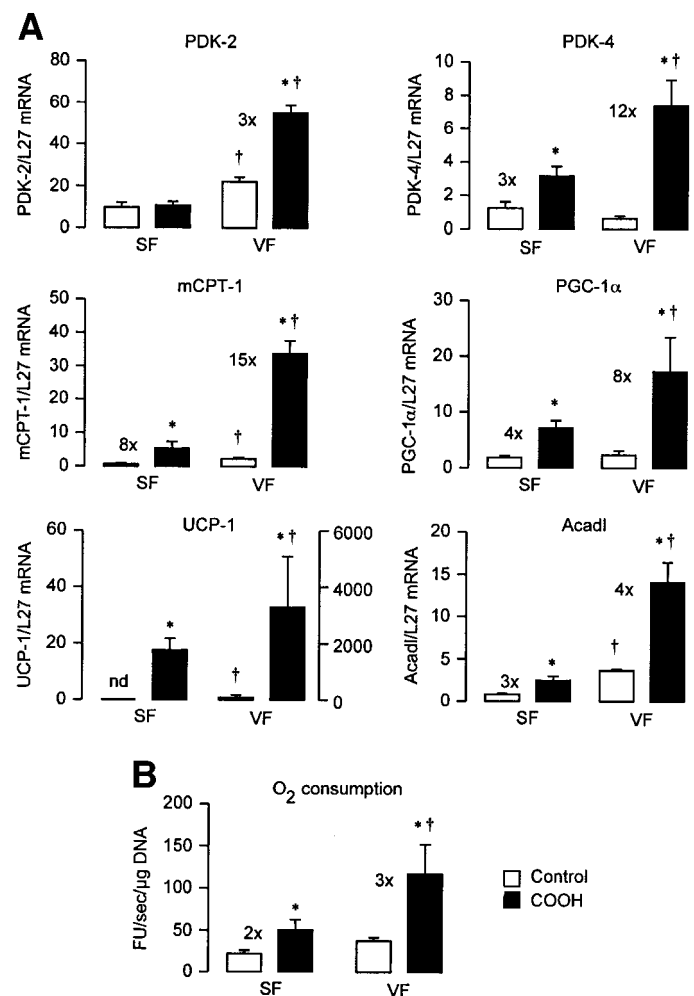 A
PDK-2
PDK-2/L27 mRNA
80
60
40
20
0
†
3x
* †
SF
VF
PDK-4
PDK-4/L27 mRNA
10
8
6
4
2
0
3x
*
12x
* †
SF
VF
mCPT-1
mCPT-1/L27 mRNA
50
40
30
20
10
0
8x
*
†
15x
* †
SF
VF
PGC-1α
PGC-1α/L27 mRNA
30
20
10
0
4x
*
8x
* †
SF
VF
UCP-1
UCP-1/L27 mRNA
60
40
20
0
nd
*
†
* †
6000
4000
2000
0
SF
VF
Acadl
Acadl/L27 mRNA
20
15
10
5
0
3x
*
†
4x
* †
SF
VF
B
O2 consumption
FU/sec/µg DNA
200
150
100
50
0
2x
*
3x
* †
SF
VF
Control
COOH